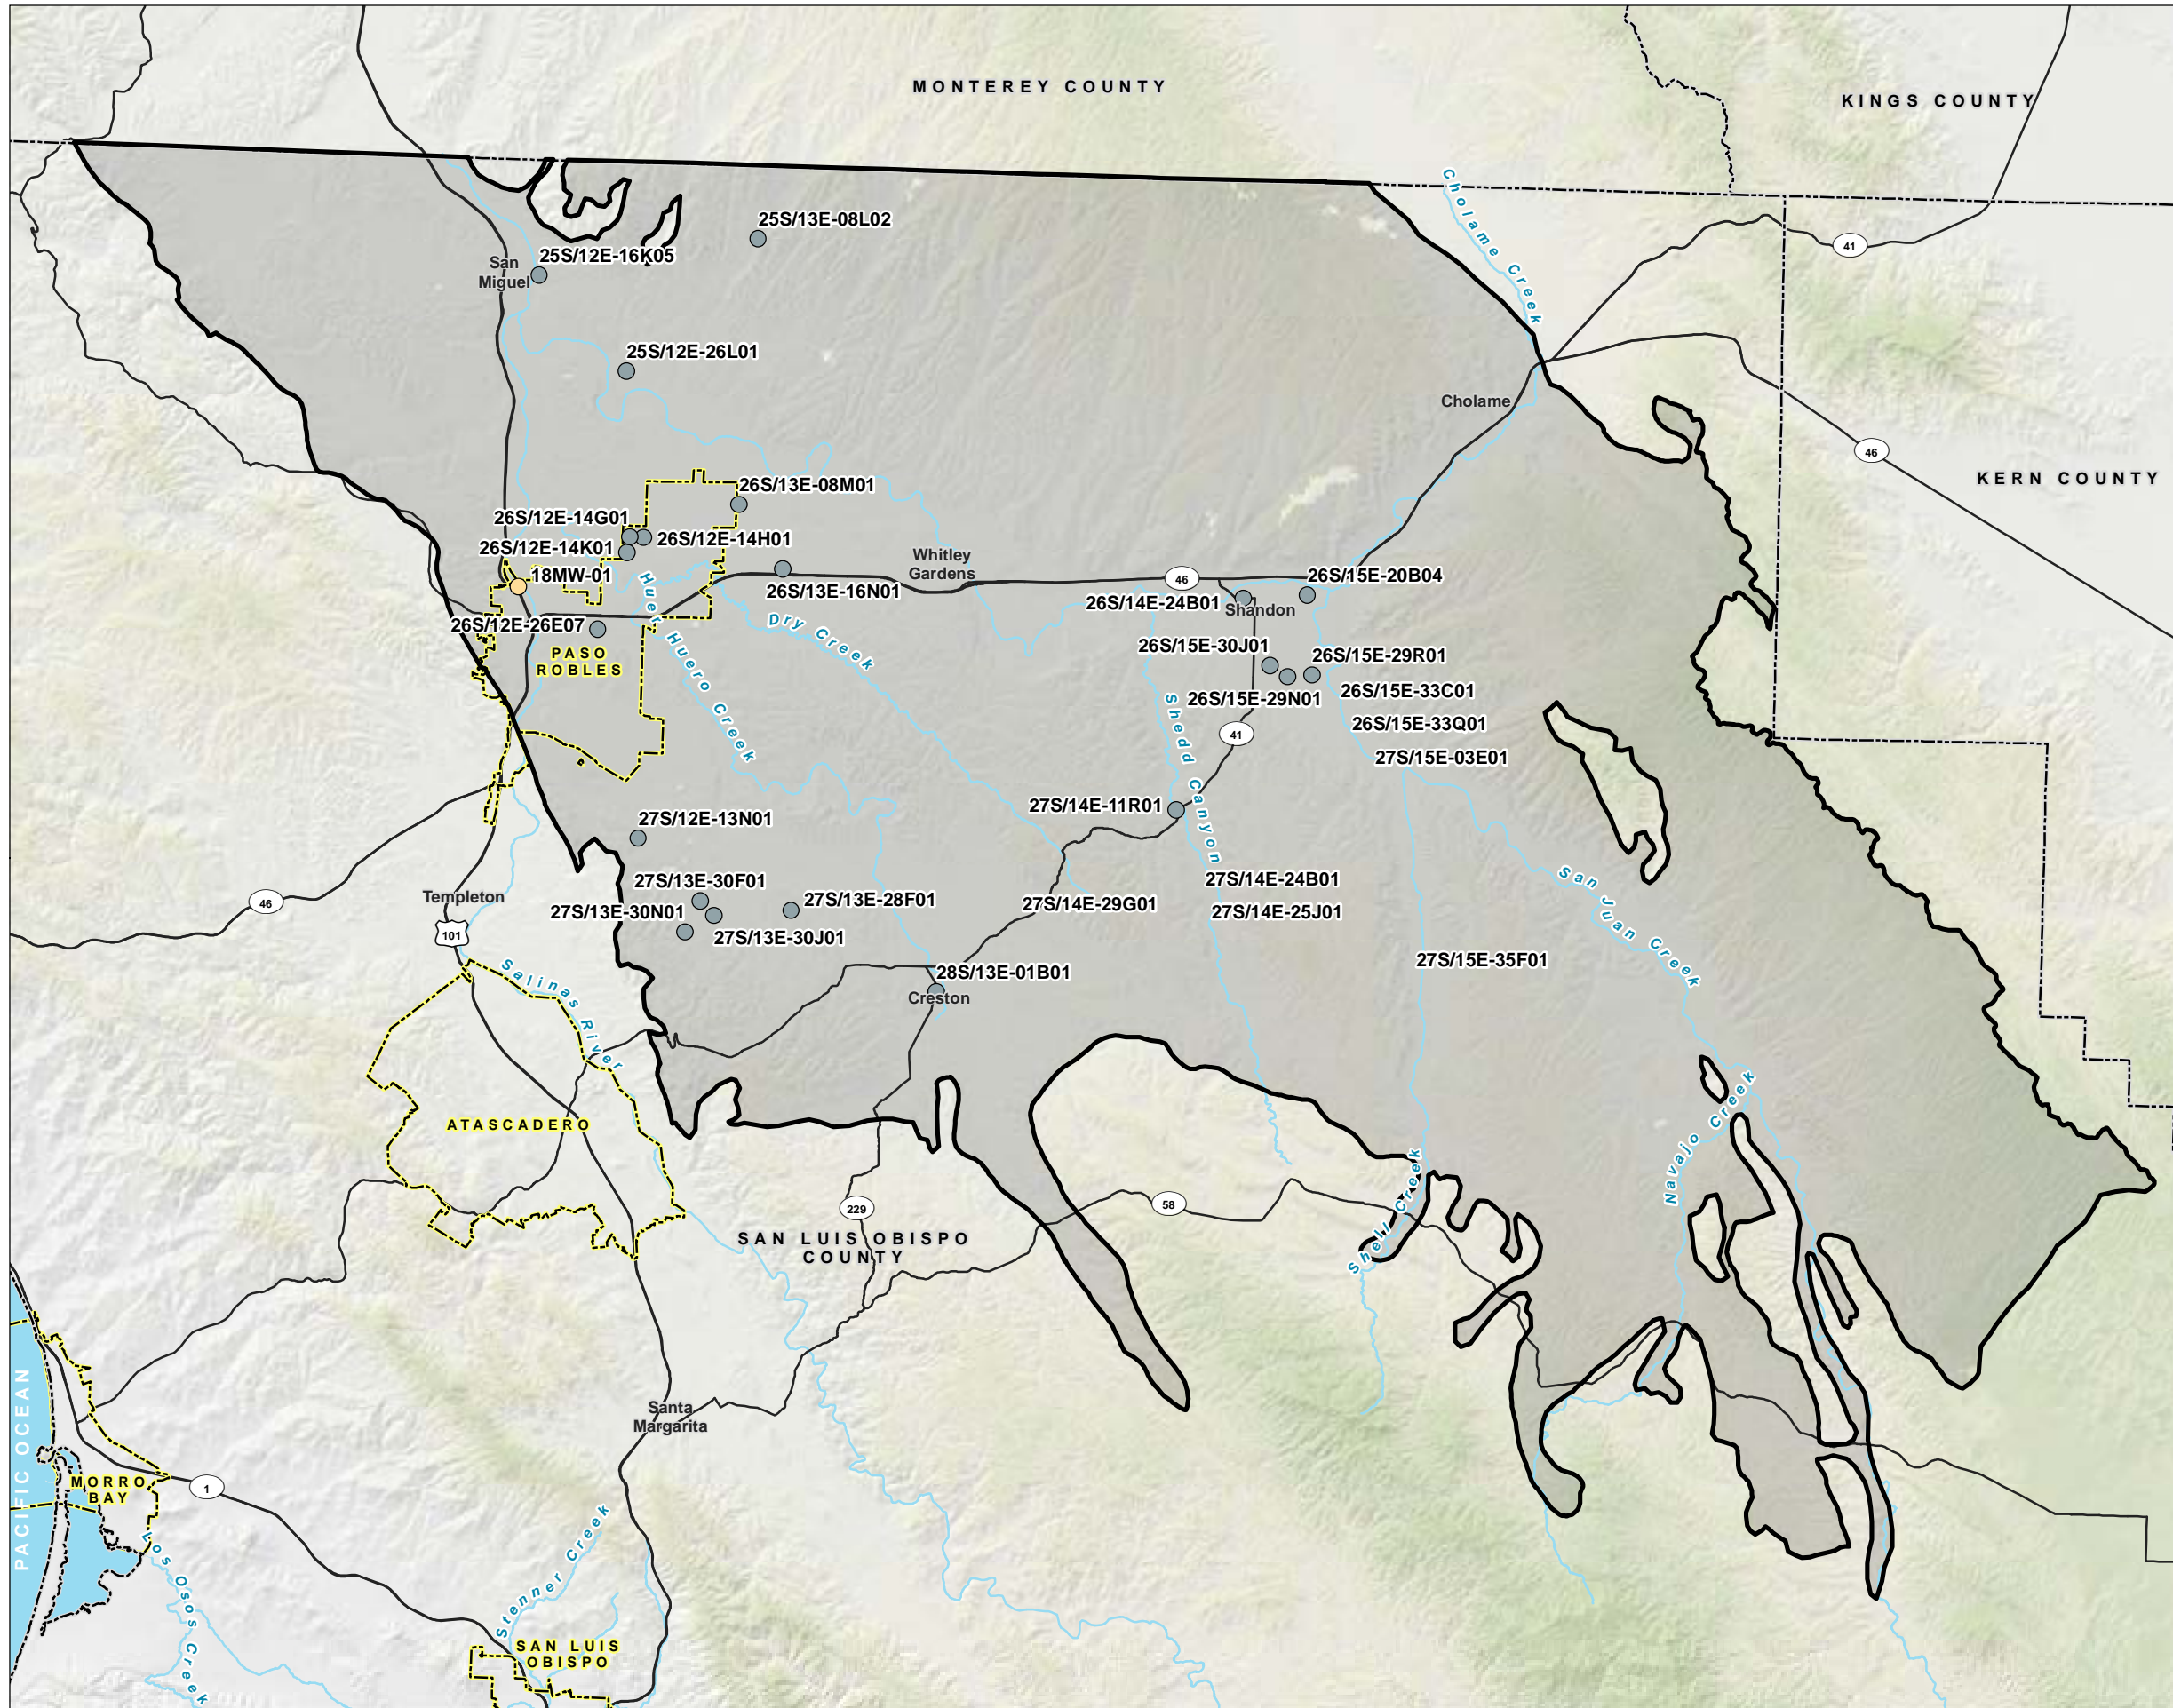 MONTEREY COUNTY
KINGS COUNTY
Cholame Creek
25S/13E-08L02
41
25S/12E-16K05
San
Miguel
25S/12E-26L01
Cholame
46
KERN COUNTY
26S/13E-08M01
26S/12E-14G01
26S/12E-14H01
26S/12E-14K01
Whitley
Gardens
18MW-01
46
26S/15E-20B04
26S/13E-16N01
26S/14E-24B01
Shandon
Huer Huero Creek
Dry Creek
26S/12E-26E07
PASO
ROBLES
26S/15E-30J01
26S/15E-29R01
26S/15E-33C01
26S/15E-29N01
Shedd Canyon
26S/15E-33Q01
41
27S/15E-03E01
27S/14E-11R01
27S/12E-13N01
27S/13E-30F01
27S/14E-24B01
San Juan Creek
Templeton
46
27S/13E-28F01
27S/14E-29G01
27S/13E-30N01
27S/14E-25J01
101
27S/13E-30J01
27S/15E-35F01
Salinas River
28S/13E-01B01
Creston
ATASCADERO
Navajo Creek
Shell Creek
229
58
SAN LUIS OBISPO
COUNTY
PACIFIC OCEAN
Santa
Margarita
MORRO
BAY
1
Los Osos Creek
Stenner Creek
SAN LUIS
OBISPO